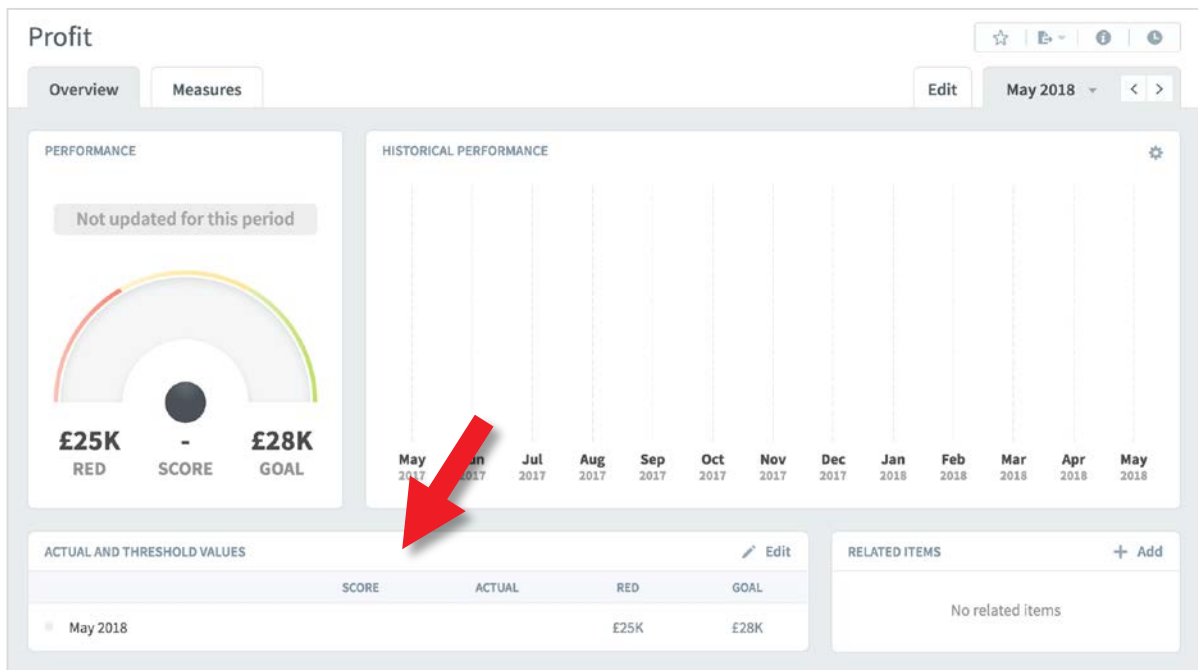 Profit
Overview
Measures
Edit
May 2018
PERFORMANCE
Not updated for this period
£25K
-
£28K
RED
SCORE
GOAL
HISTORICAL PERFORMANCE
May Jul Aug Sep Oct Nov Dec Jan Feb Mar Apr May
2017 2017 2017 2017 2017 2017 2017 2017 2018 2018 2018 2018 2018
ACTUAL AND THRESHOLD VALUES
Edit
SCORE ACTUAL RED GOAL
May 2018 £25K £28K
RELATED ITEMS
Add
No related items